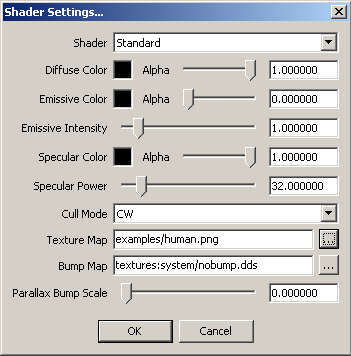 Shader Settings...
Shader Standard
Diffuse Color Alpha 1.000000
Emissive Color Alpha 0.000000
Emissive Intensity 1.000000
Specular Color Alpha 1.000000
Specular Power 32.000000
Cull Mode CW
Texture Map examples/human.png ...
Bump Map textures:system/nobump.dds ...
Parallax Bump Scale 0.000000
OK Cancel